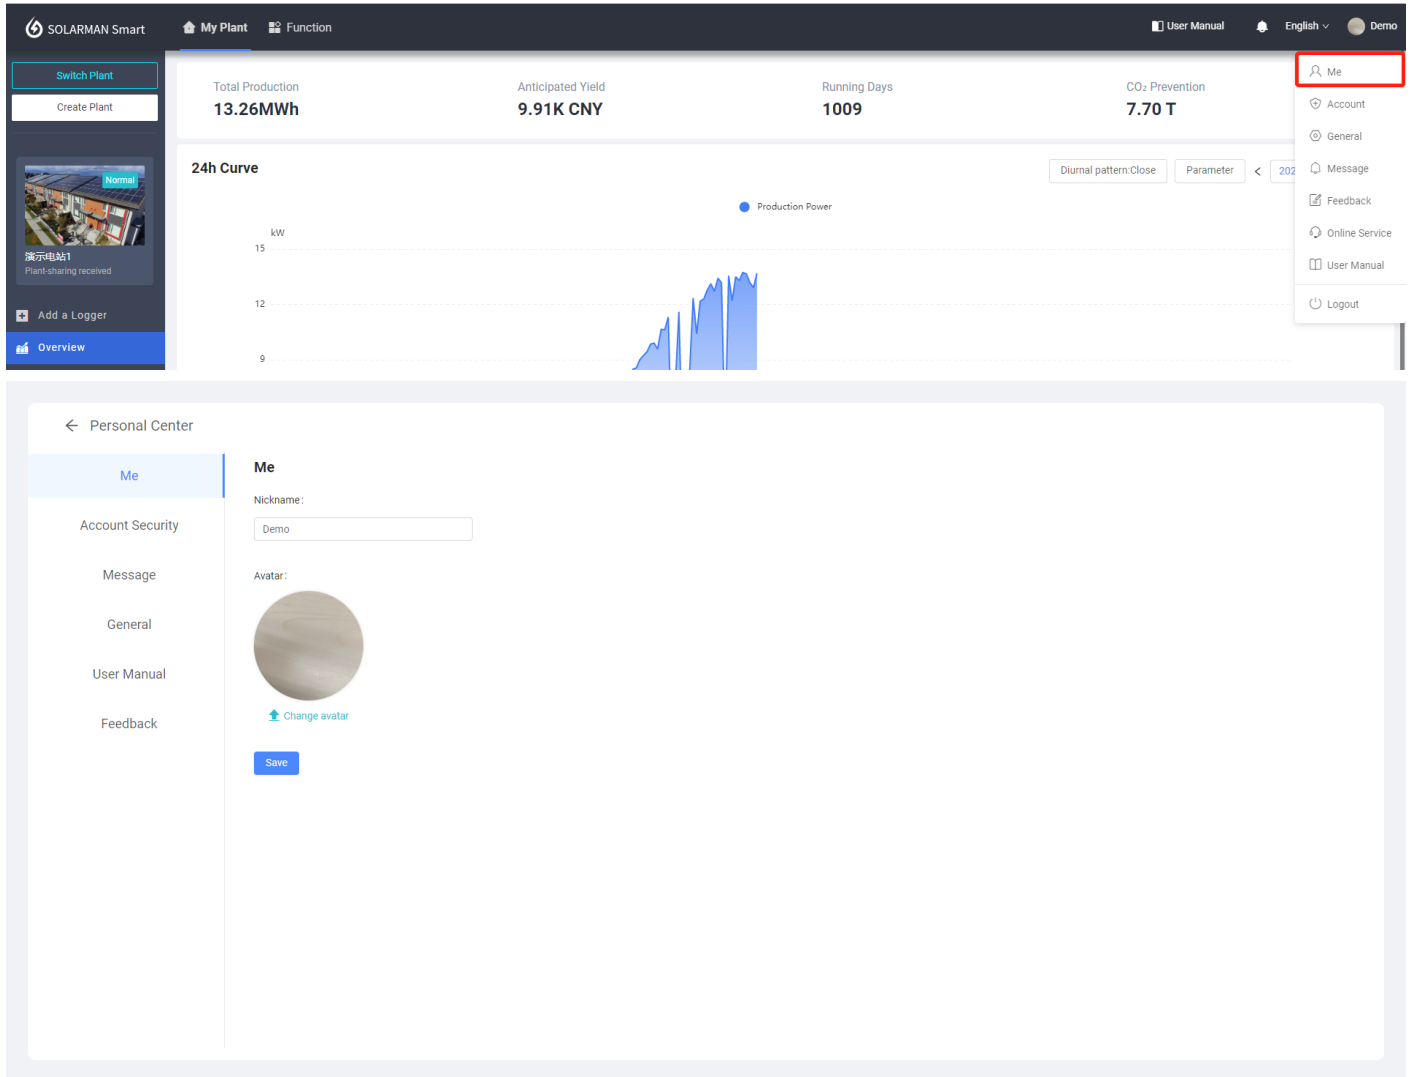 SOLARMAN Smart
My Plant
Function
User Manual
English
Demo
Switch Plant
Create Plant
Total Production
13.26MWh
Anticipated Yield
9.91K CNY
Running Days
1009
CO₂ Prevention
7.70 T
Me
Account
General
Message
Feedback
Online Service
User Manual
Logout
Normal
演示电站1
Plant-sharing received
Add a Logger
Overview
24h Curve
Diurnal pattern:Close
Parameter
<
202
Production Power
kW
15
12
9
Personal Center
Me
Account Security
Message
General
User Manual
Feedback
Me
Nickname:
Demo
Avatar:
Change avatar
Save